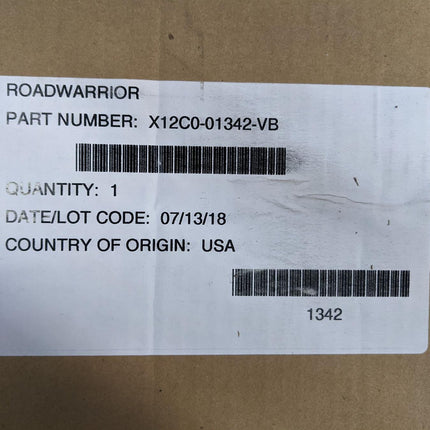 ROADWARRIOR
PART NUMBER: X12C0-01342-VB
QUANTITY: 1
DATE/LOT CODE: 07/13/18
COUNTRY OF ORIGIN: USA
1342